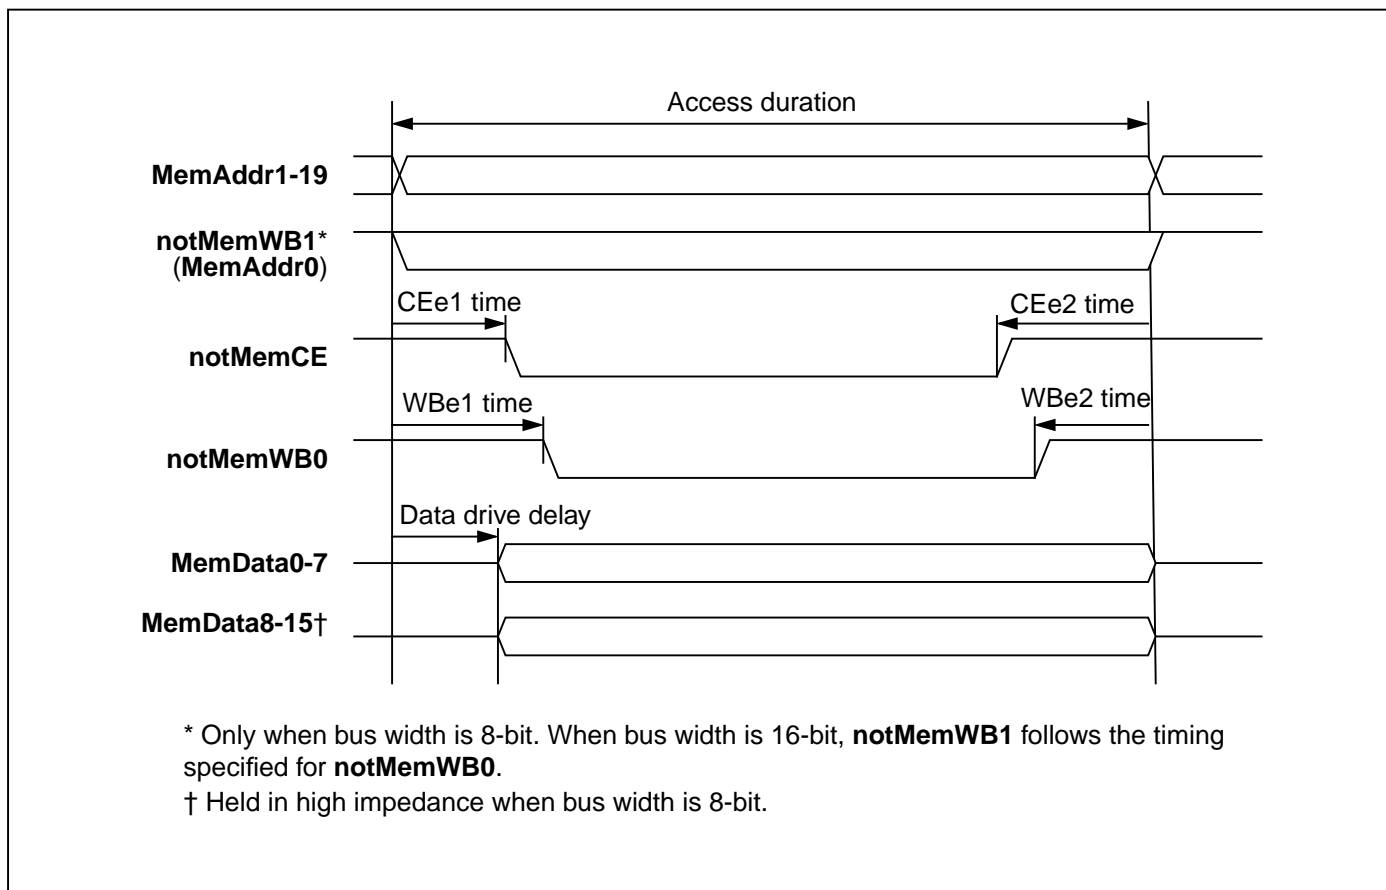 Access duration
MemAddr1-19
notMemWB1*
(MemAddr0)
CEe1 time
CEe2 time
notMemCE
WBe1 time
WBe2 time
notMemWB0
Data drive delay
MemData0-7
MemData8-15†
* Only when bus width is 8-bit. When bus width is 16-bit, notMemWB1 follows the timing
specified for notMemWB0.
† Held in high impedance when bus width is 8-bit.